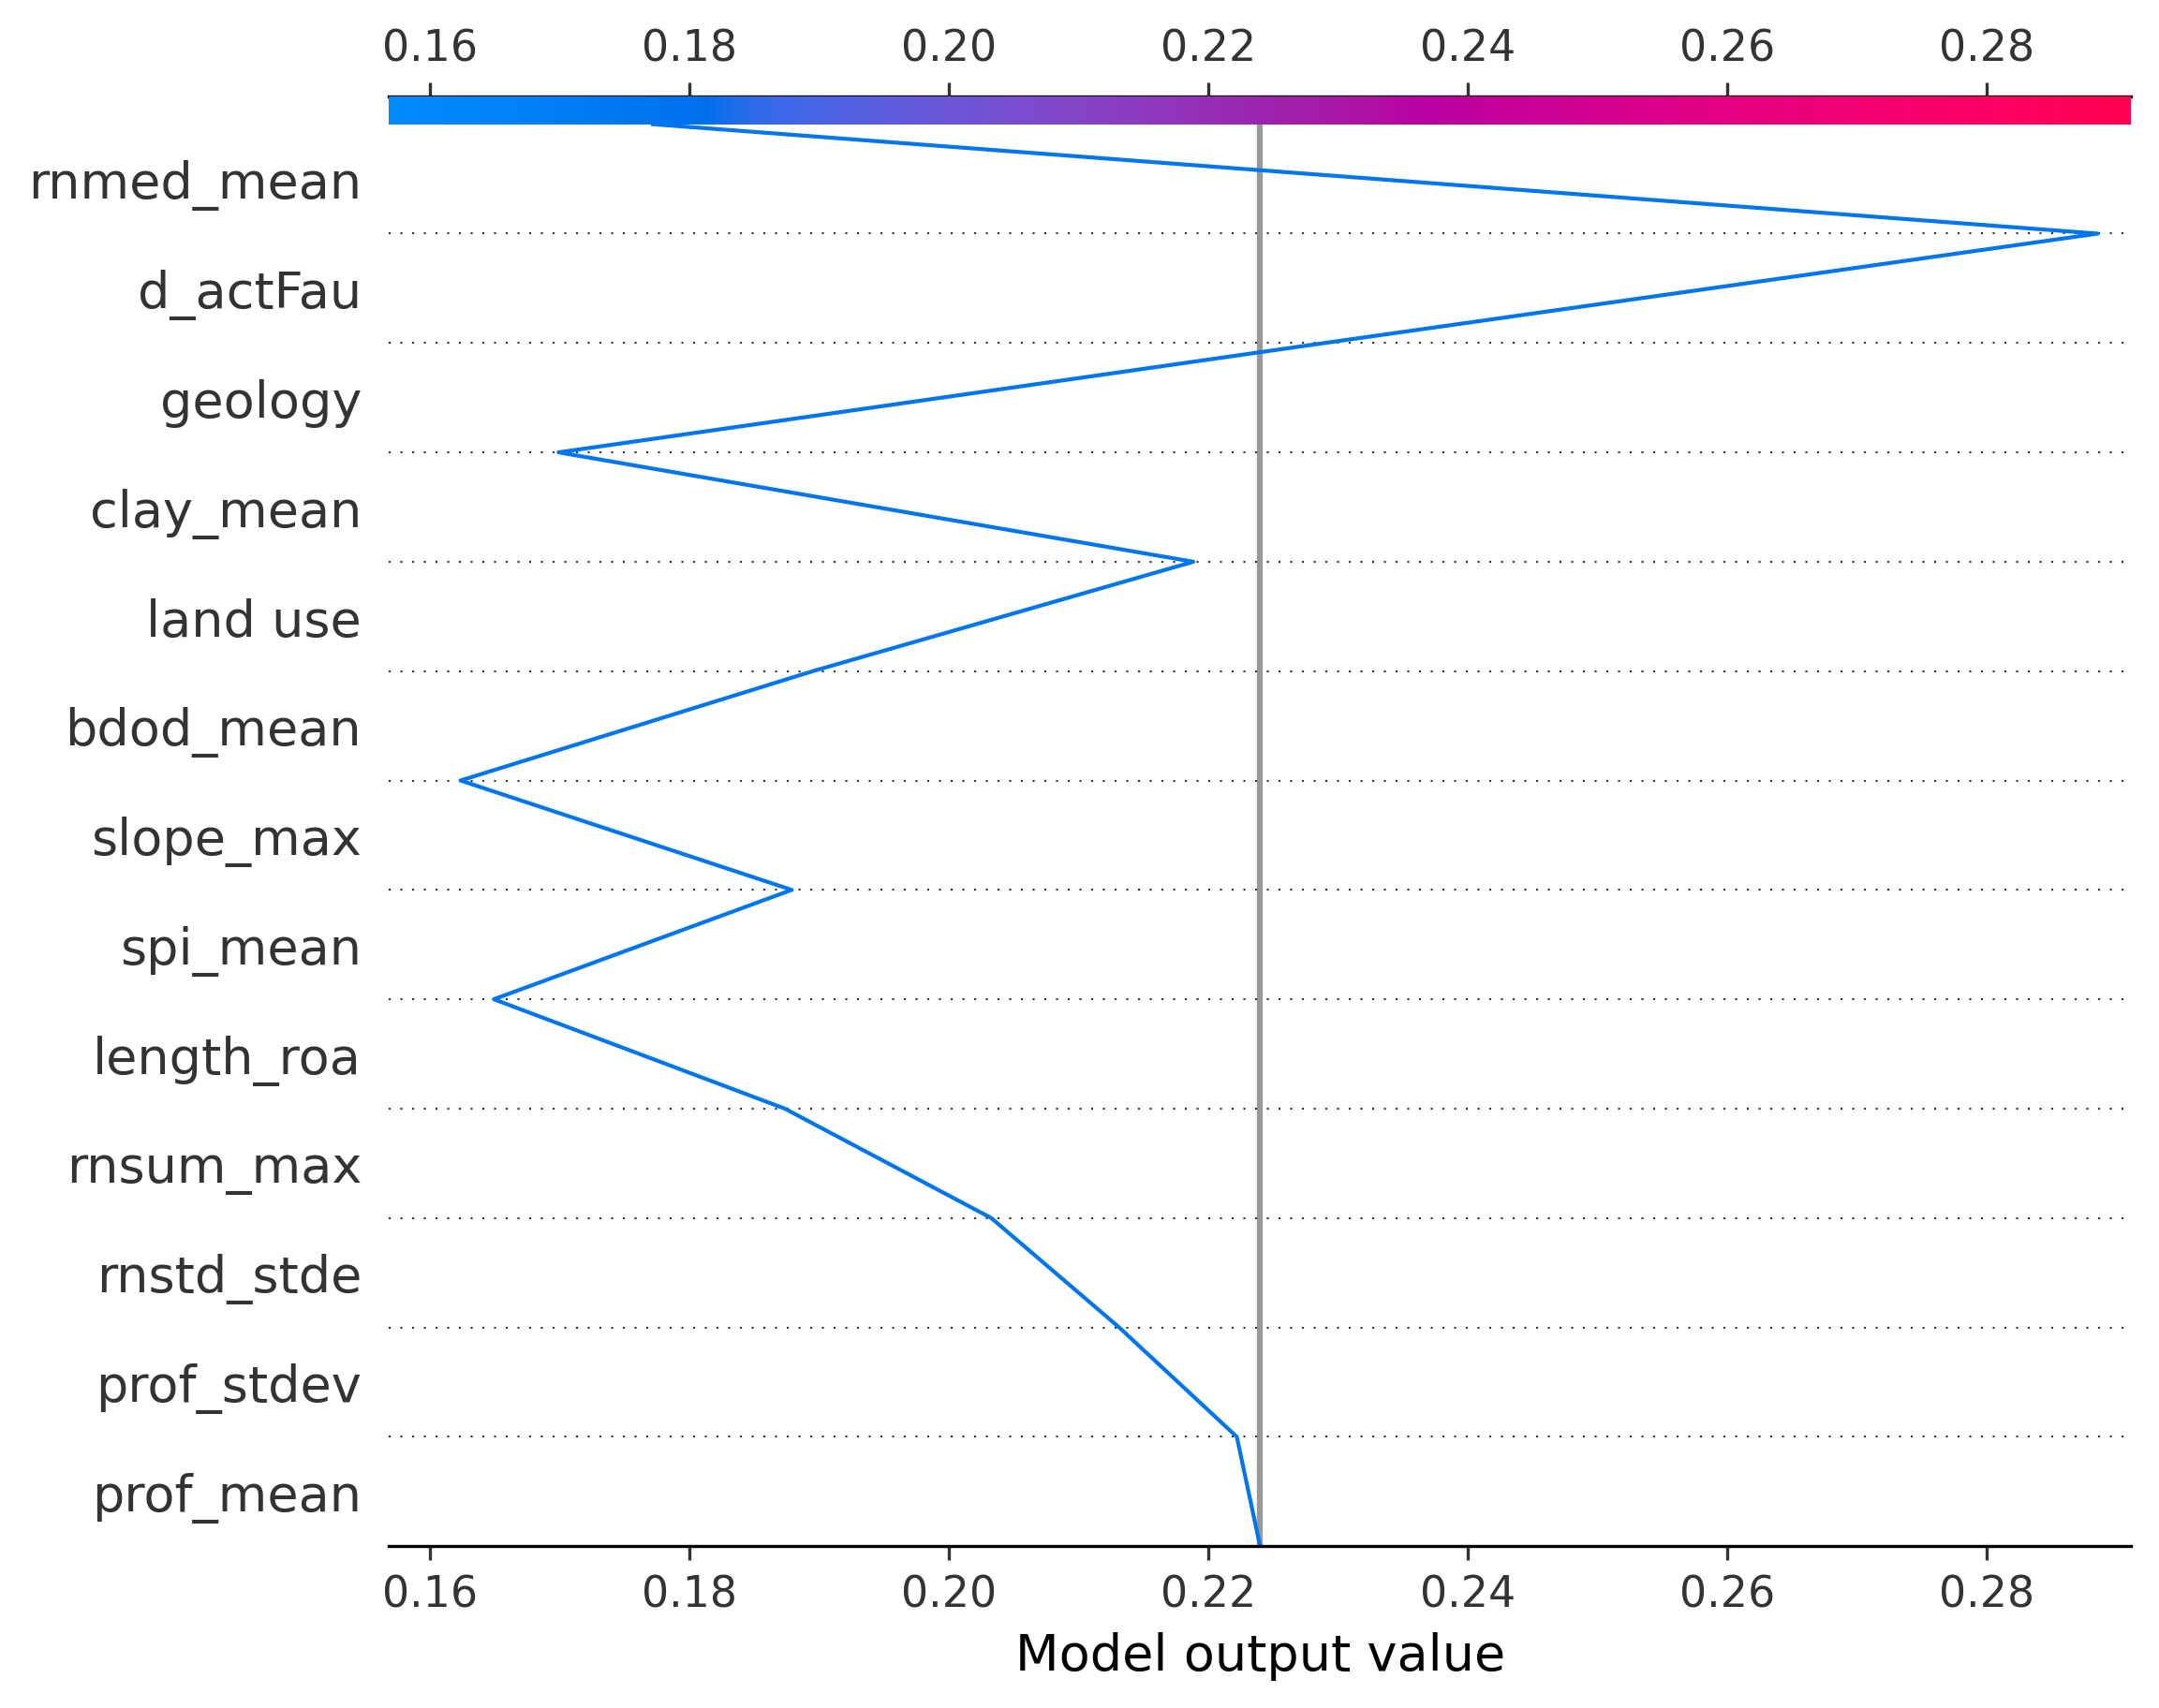 0.16 0.18 0.20 0.22 0.24 0.26 0.28
rnmed_mean
d_actFau
geology
clay_mean
land use
bdod_mean
slope_max
spi_mean
length_roa
rnsum_max
rnstd_stde
prof_stdev
prof_mean
0.16 0.18 0.20 0.22 0.24 0.26 0.28
Model output value